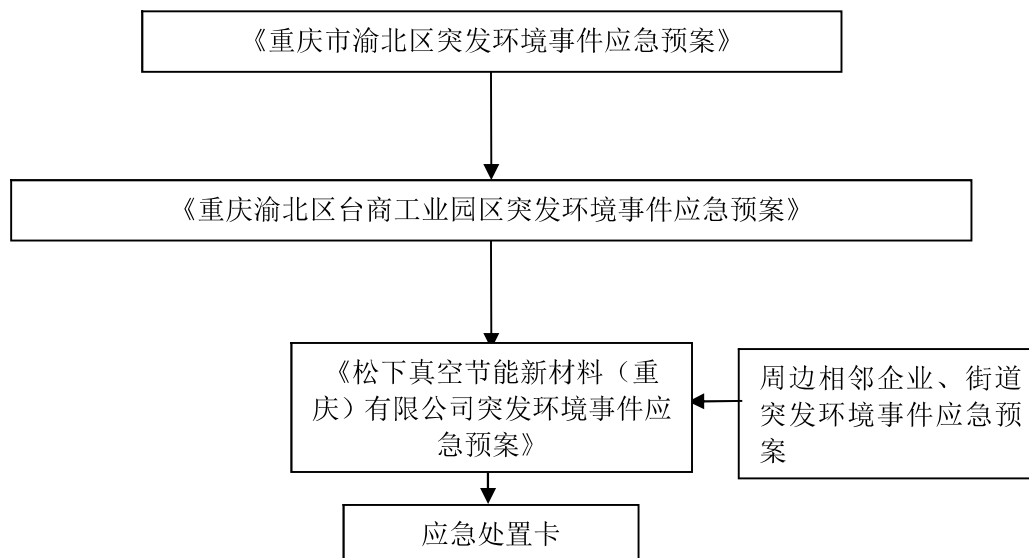 《重庆市渝北区突发环境事件应急预案》
《重庆渝北区台商工业园区突发环境事件应急预案》
《松下真空节能新材料（重
庆）有限公司突发环境事件应
急预案》
周边相邻企业、街道
突发环境事件应急预
案
应急处置卡